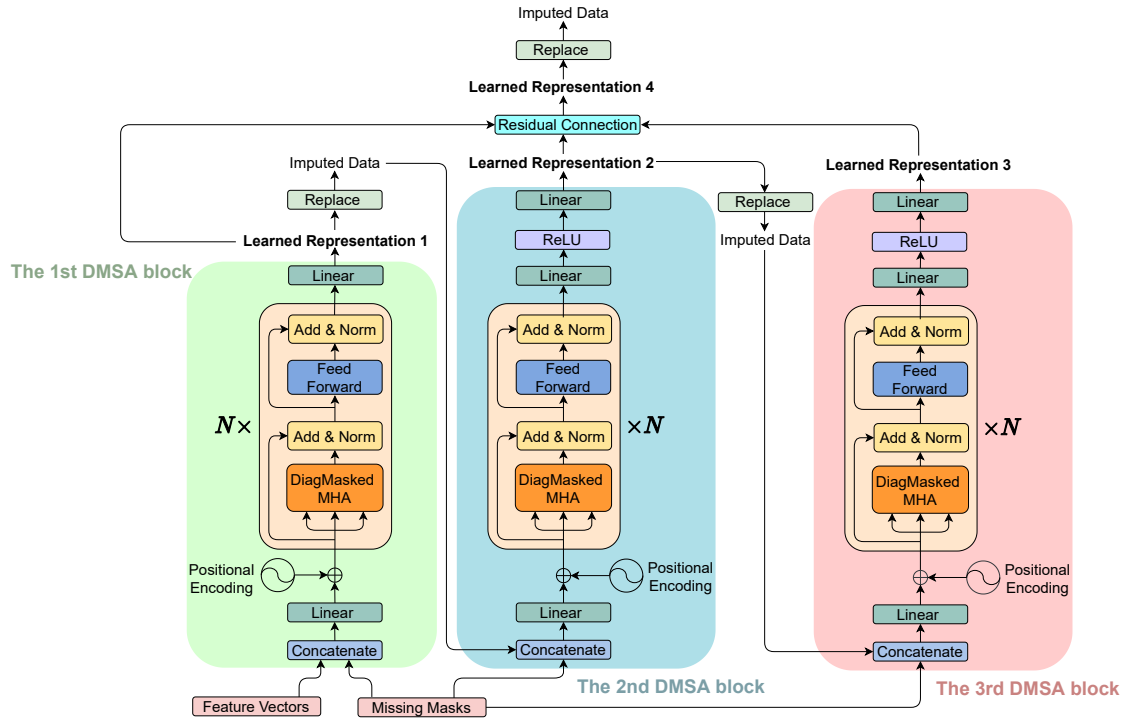 Imputed Data
Replace
Learned Representation 4
Residual Connection
Imputed Data
Replace
Learned Representation 1
The 1st DMSA block
Linear
Add & Norm
Feed
Forward
N×
Add & Norm
DiagMasked
MHA
Positional
Encoding
Linear
Concatenate
Feature Vectors
Missing Masks
Learned Representation 2
Linear
ReLU
Linear
Add & Norm
Feed
Forward
×N
Add & Norm
DiagMasked
MHA
Positional
Encoding
Linear
Concatenate
The 2nd DMSA block
Replace
Imputed Data
Learned Representation 3
Linear
ReLU
Linear
Add & Norm
Feed
Forward
×N
Add & Norm
DiagMasked
MHA
Positional
Encoding
Linear
Concatenate
The 3rd DMSA block